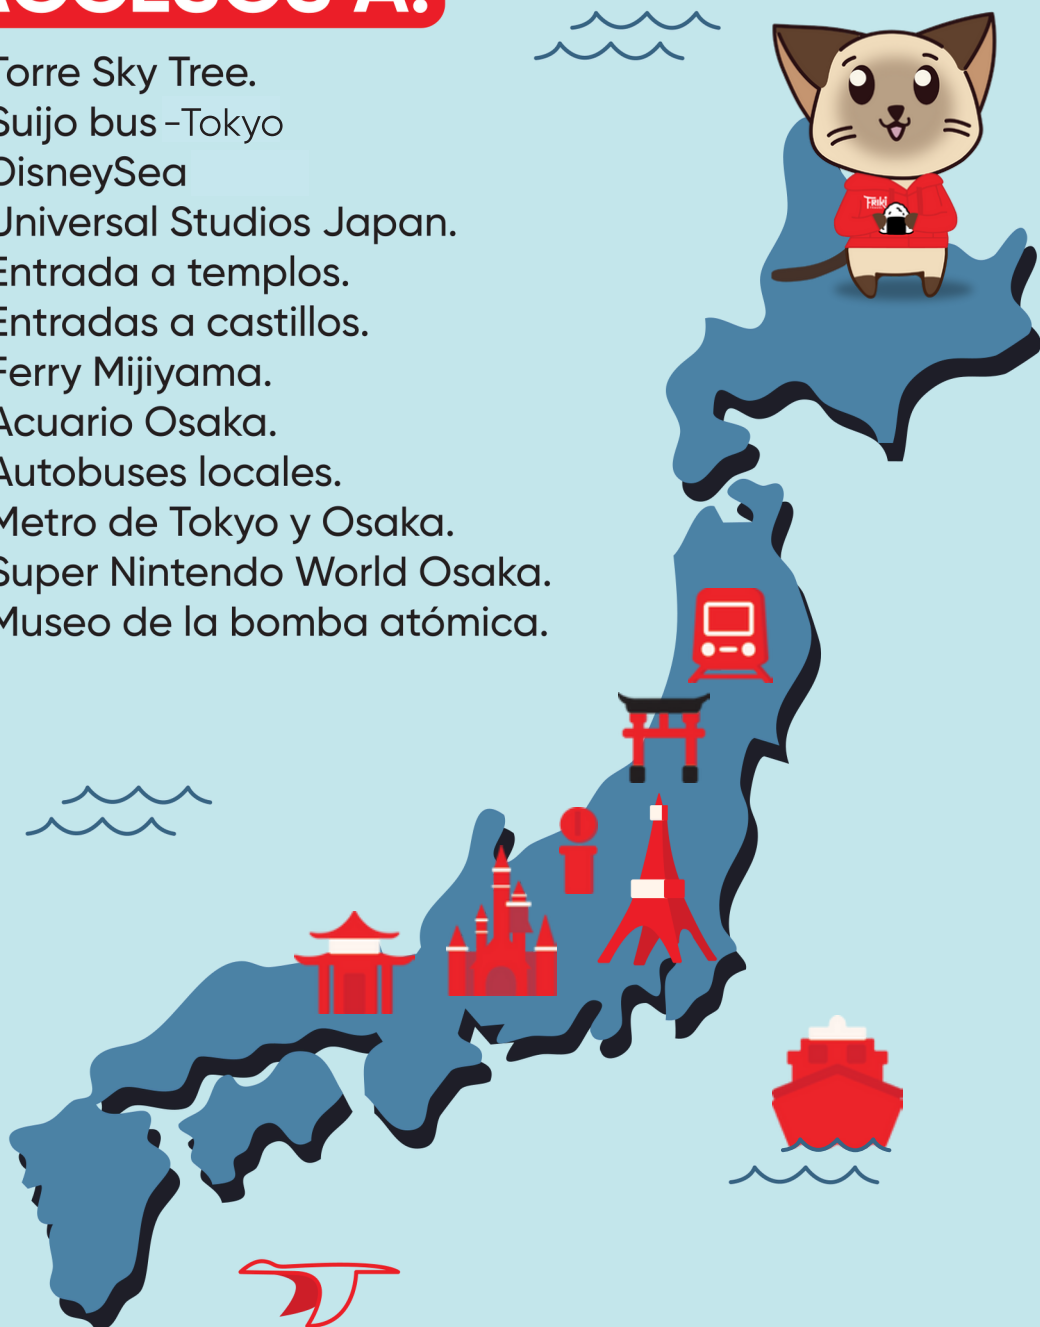 ACCESOS A:
Torre Sky Tree.
Suijo bus -Tokyo
DisneySea
Universal Studios Japan.
Entrada a templos.
Entradas a castillos.
Ferry Mijiyama.
Acuario Osaka.
Autobuses locales.
Metro de Tokyo y Osaka.
Super Nintendo World Osaka.
Museo de la bomba atómica.